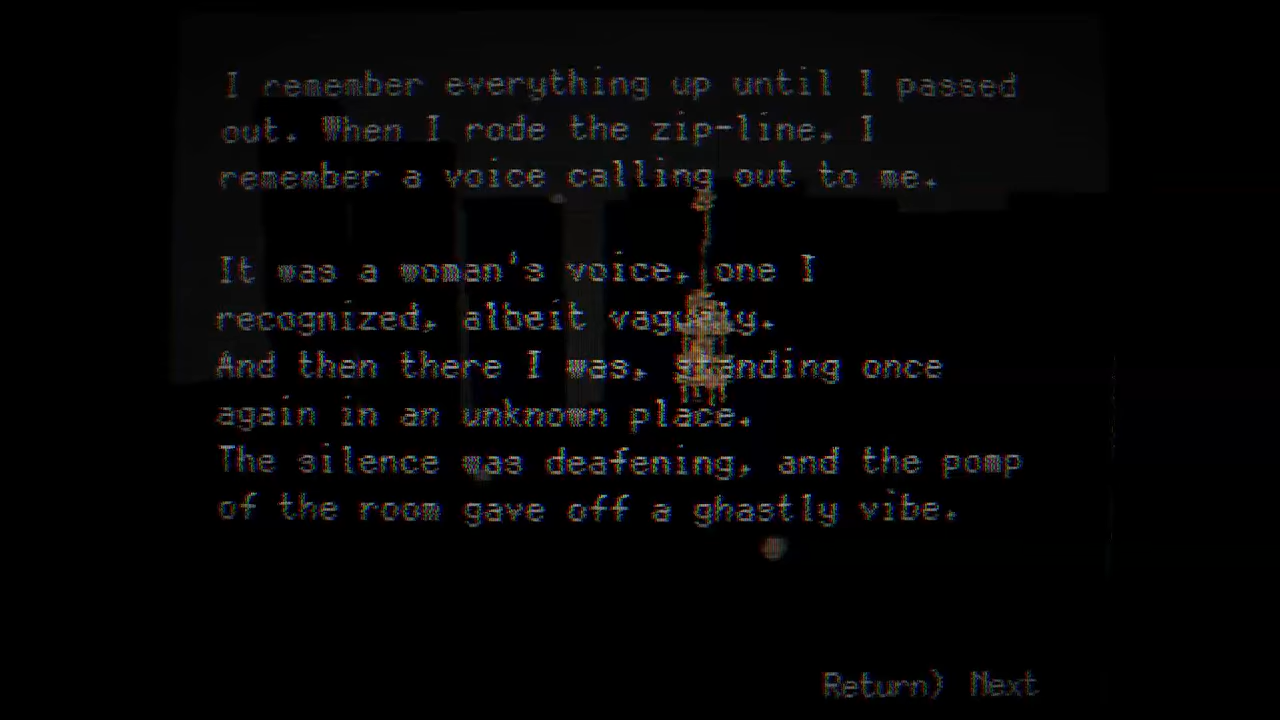 I remember everything up until I passed
out. When I rode the zip-line, I
remember a voice calling out to me.
It was a woman's voice, one I
recognized, albeit vaguely.
And then there I was, standing once
again in an unknown place.
The silence was deafening, and the pomp
of the room gave off a ghastly vibe.
Return) Next